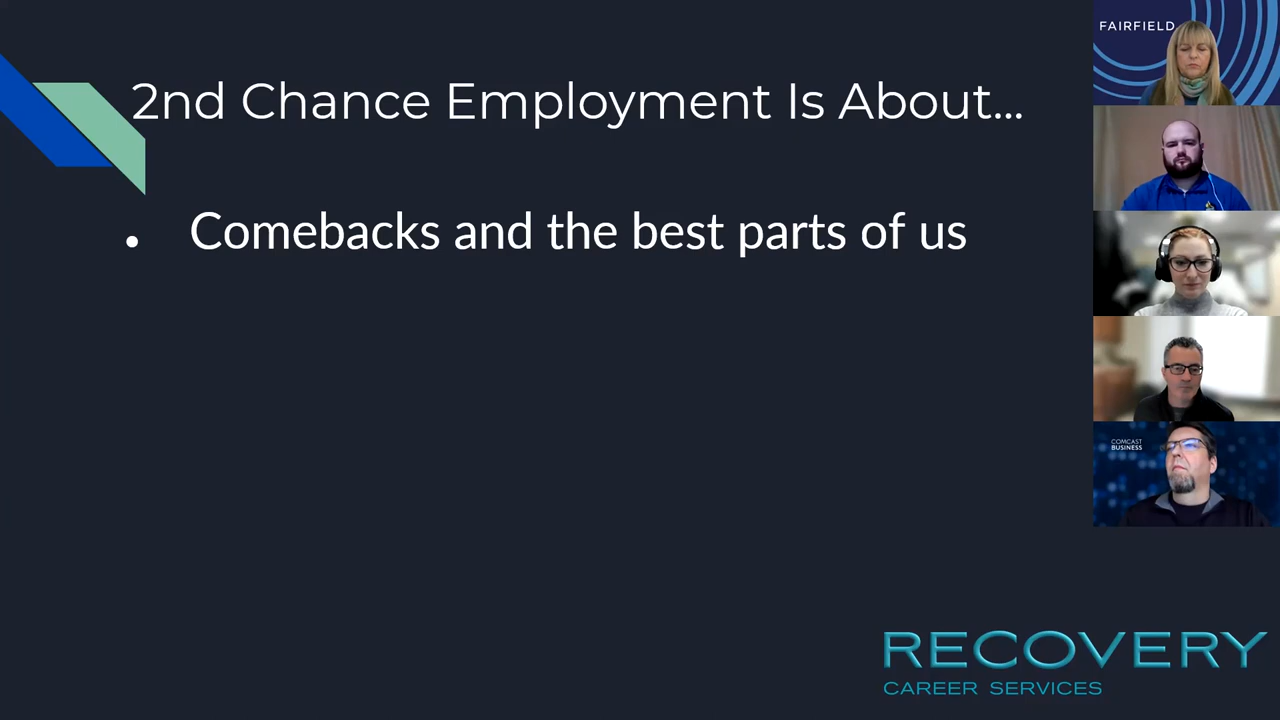 2nd Chance Employment Is About...
• Comebacks and the best parts of us
FAIRFIELD
COMCAST
BUSINESS
RECOVERY
CAREER SERVICES